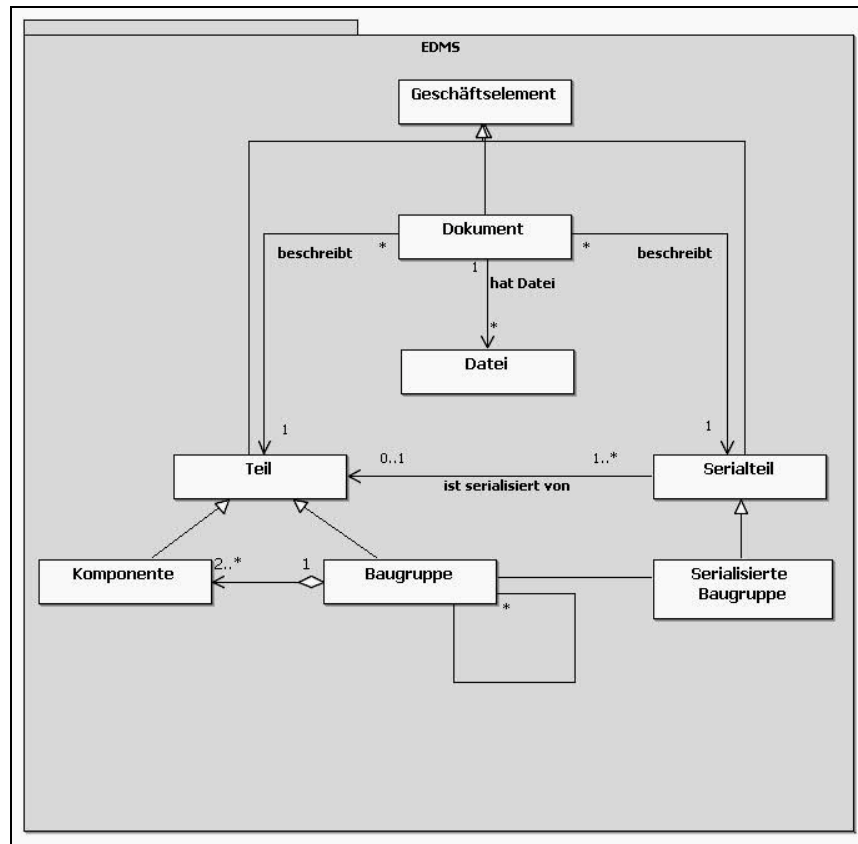 EDMS
Geschäftselement
Dokument
beschreibt
*
*
beschreibt
1
hat Datei
*
Datei
1
1
Teil
0..1
1..*
Serialteil
ist serialisiert von
Komponente
2..*
1
Baugruppe
Serialisierte
Baugruppe
*